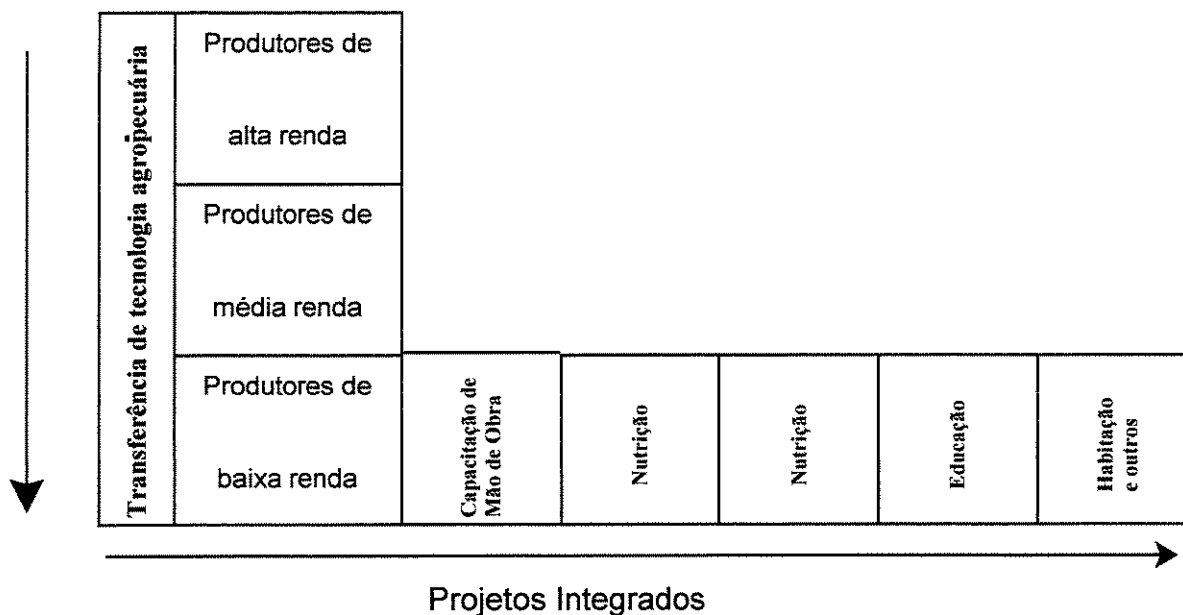 Transferência de tecnologia agropecuária
Produtores de
alta renda
Produtores de
média renda
Produtores de
baixa renda
Capacitação de
Mão de Obra
Nutrição
Nutrição
Educação
Habitação
e outros
Projetos Integrados